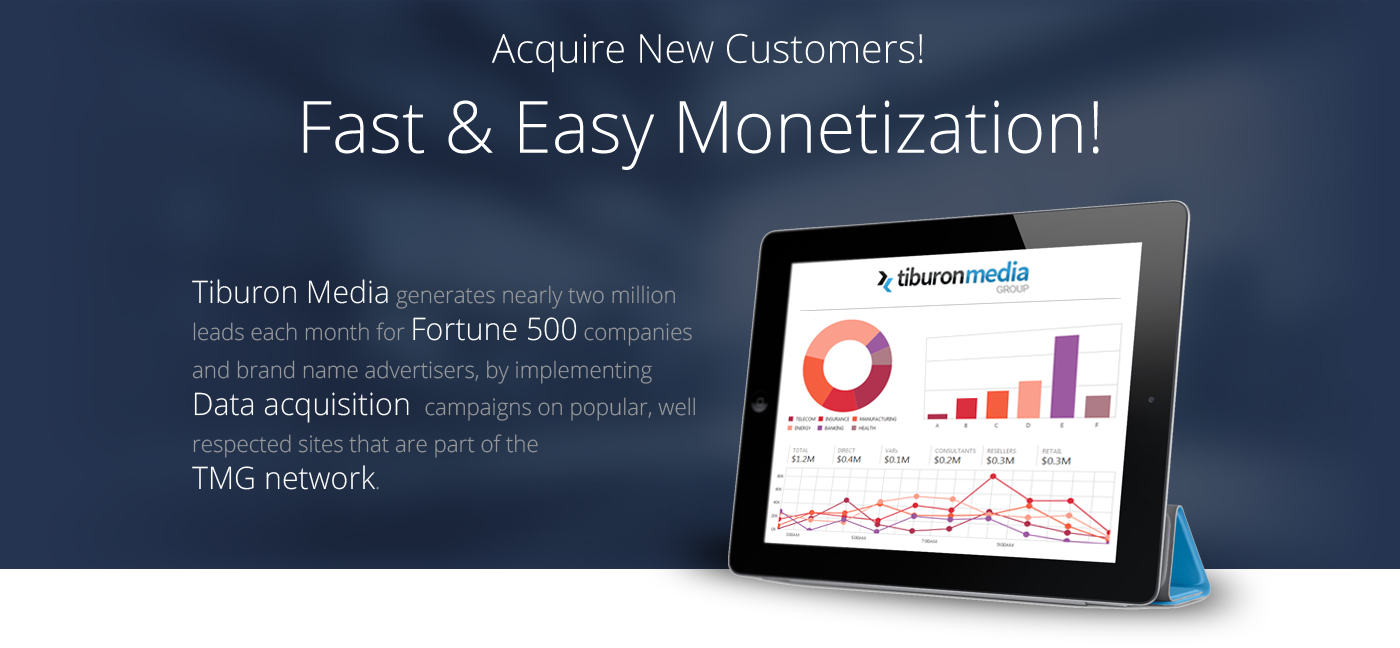 Acquire New Customers!
Fast & Easy Monetization!
Tiburon Media generates nearly two million
leads each month for Fortune 500 companies
and brand name advertisers, by implementing
Data acquisition campaigns on popular, well
respected sites that are part of the
TMG network.
tiburonmedia
GROUP
TELECOM INSURANCE MANUFACTURING
ENERGY BANKING HEALTH
A B C D E F
TOTAL DIRECT VARs CONSULTANTS RESELLERS RETAIL
$1.2M $0.4M $0.1M $0.2M $0.3M $0.3M